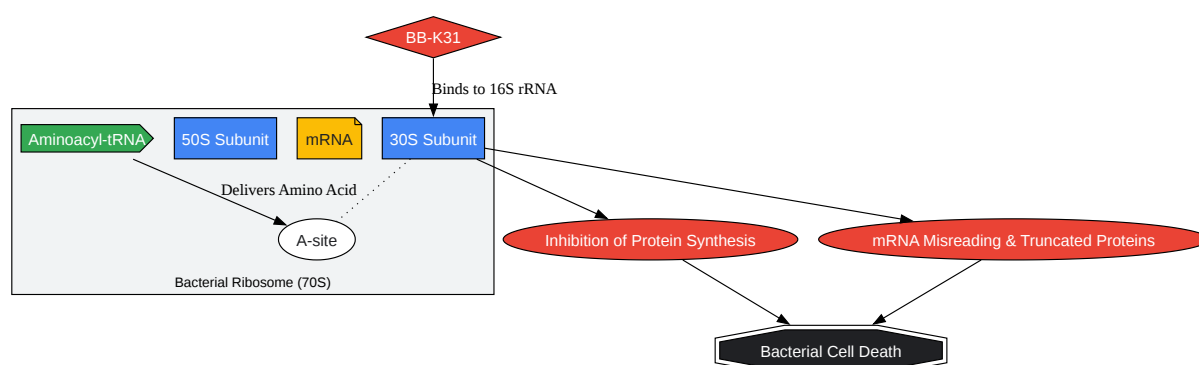 BB-K31
Binds to 16S rRNA
Aminoacyl-tRNA
50S Subunit
mRNA
30S Subunit
Delivers Amino Acid
A-site
Inhibition of Protein Synthesis
mRNA Misreading & Truncated Proteins
Bacterial Ribosome (70S)
Bacterial Cell Death